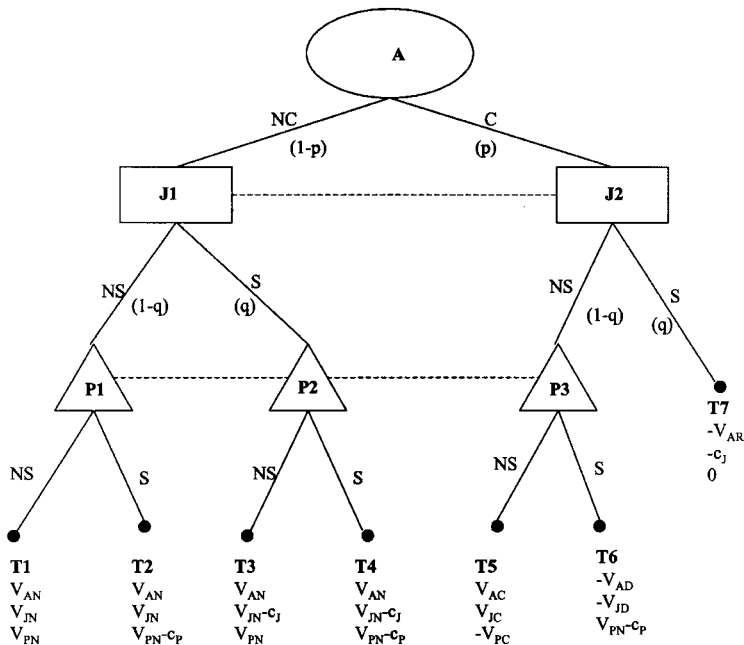 A
NC
C
(1-p)
(p)
J1
J2
NS
S
NS
S
(1-q)
(q)
(1-q)
(q)
P1
P2
P3
T7
-V_AR
-c_J
0
NS
S
NS
S
NS
S
T1
V_AN
V_JN
V_PN
T2
V_AN
V_JN
V_PN-c_P
T3
V_AN
V_JN-c_J
V_PN
T4
V_AN
V_JN-c_J
V_PN-c_P
T5
V_AC
V_JC
-V_PC
T6
-V_AD
-V_JD
V_PN-c_P